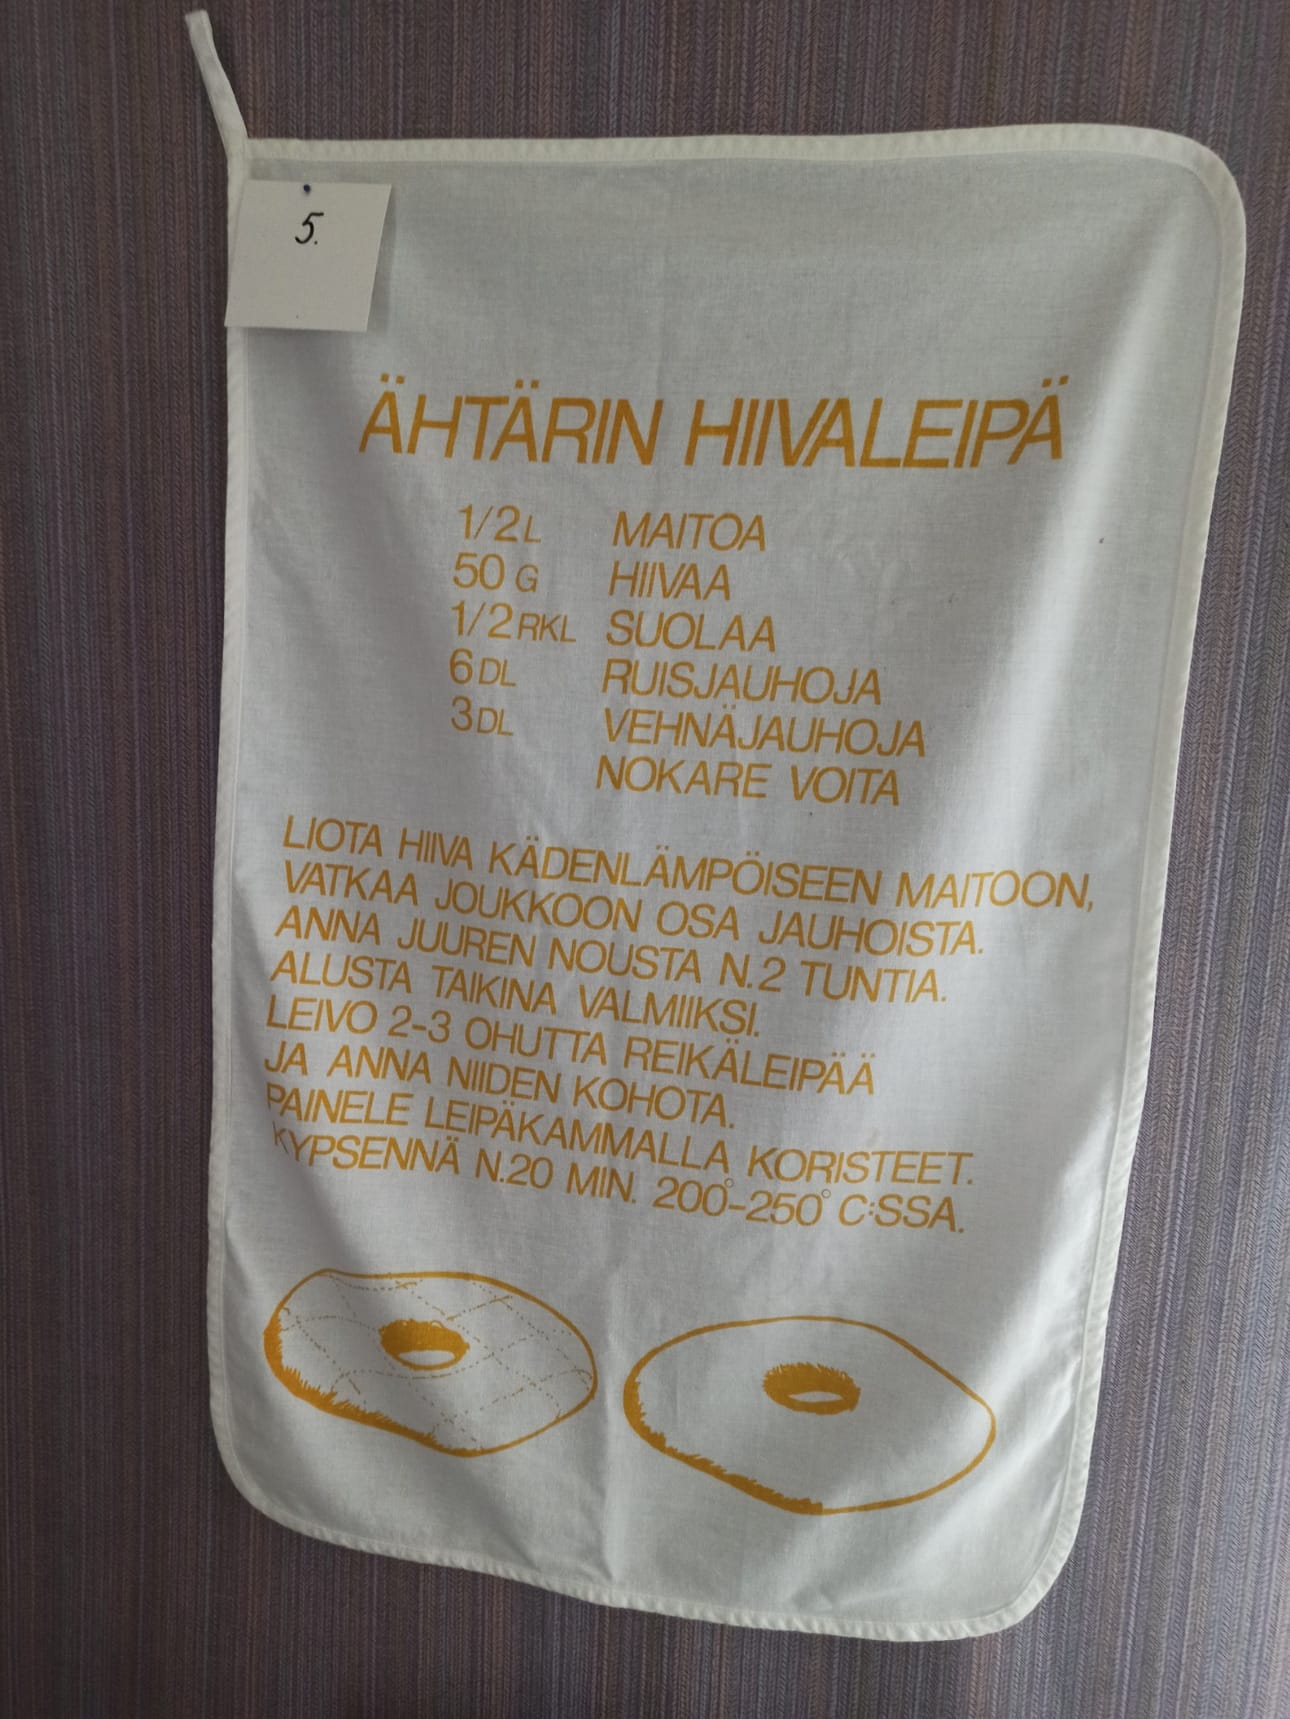 5.
ÄHTÄRIN HIIVALEIPÄ
1/2 L MAITOA
50 G HIIVAA
1/2 RKL SUOLAA
6 DL RUISJAUHOJA
3 DL VEHNÄJAUHOJA
NOKARE VOITA
LIOTA HIIVA KÄDENLÄMPÖISEEN MAITOON,
VATKAA JOUKKOON OSA JAUHOISTA.
ANNA JUUREN NOUSTA N.2 TUNTIA.
ALUSTA TAIKINA VALMIIKSI.
LEIVO 2-3 OHUTTA REIKÄLEIPÄÄ
JA ANNA NIIDEN KOHOTA.
PAINELE LEIPÄKAMMALLA KORISTEET.
KYPSENNÄ N.20 MIN. 200°-250° C:SSA.